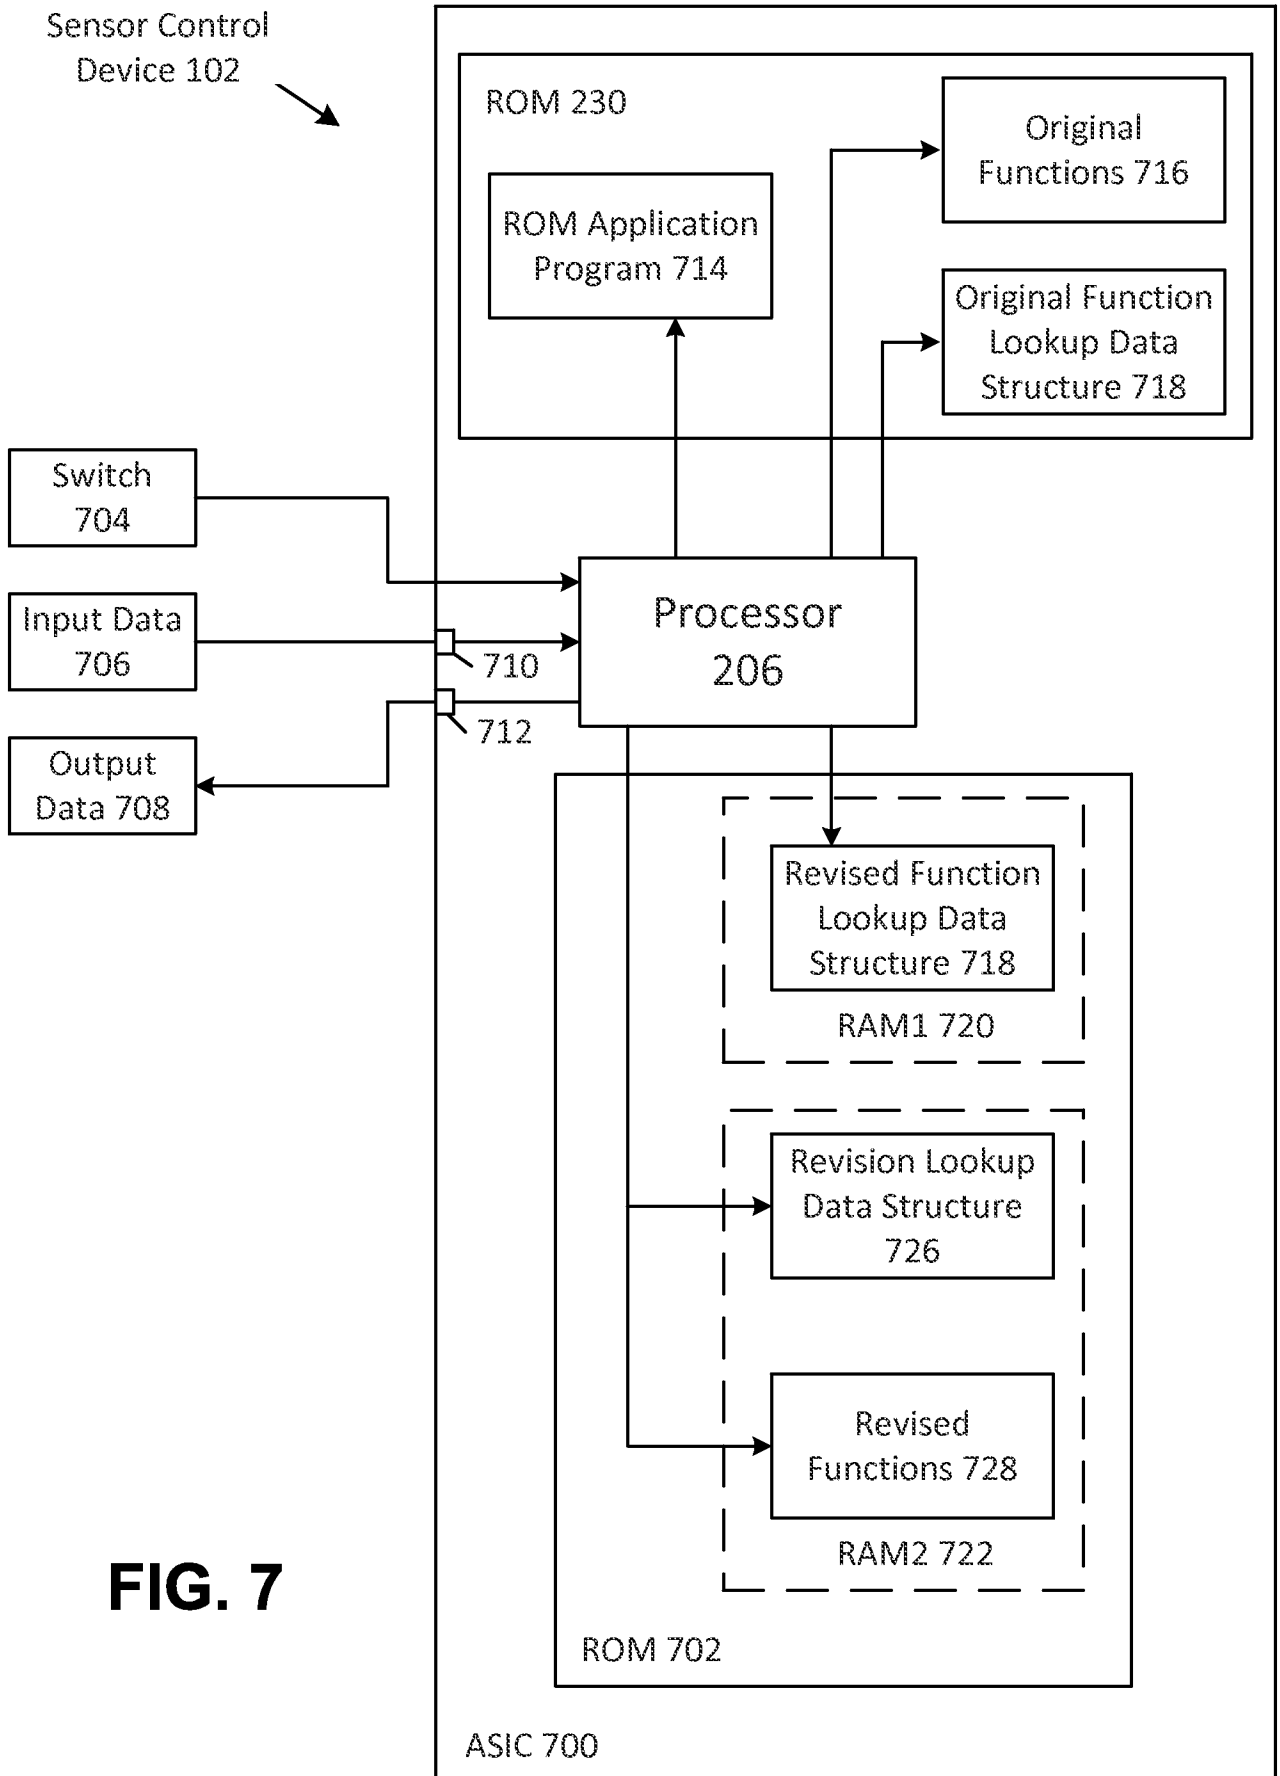 Sensor Control
Device 102
ROM 230
Original
Functions 716
ROM Application
Program 714
Original Function
Lookup Data
Structure 718
Switch
704
Input Data
706
710
Processor
206
712
Output
Data 708
Revised Function
Lookup Data
Structure 718
RAM1 720
Revision Lookup
Data Structure
726
Revised
Functions 728
RAM2 722
FIG. 7
ROM 702
ASIC 700